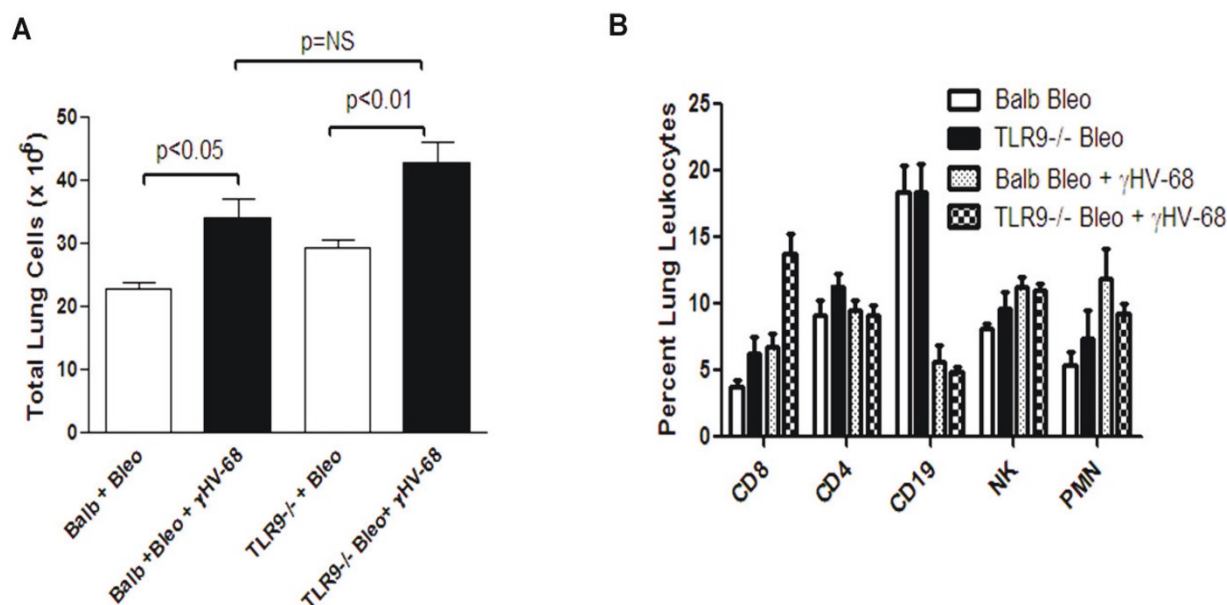 A
p=NS
p<0.01
p<0.05
Total Lung Cells (x 10⁶)
50
40
30
20
10
0
Balb + Bleo
Balb +Bleo + γHV-68
TLR9-/- + Bleo
TLR9-/- Bleo+ γHV-68
B
Balb Bleo
TLR9-/- Bleo
Balb Bleo + γHV-68
TLR9-/- Bleo + γHV-68
Percent Lung Leukocytes
25
20
15
10
5
0
CD8
CD4
CD19
NK
PMN